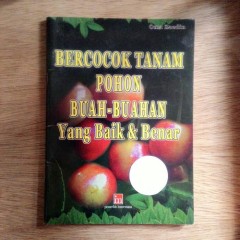 BERCOCOK TANAM
POHON
BUAH-BUAHAN
Yang Baik & Benar